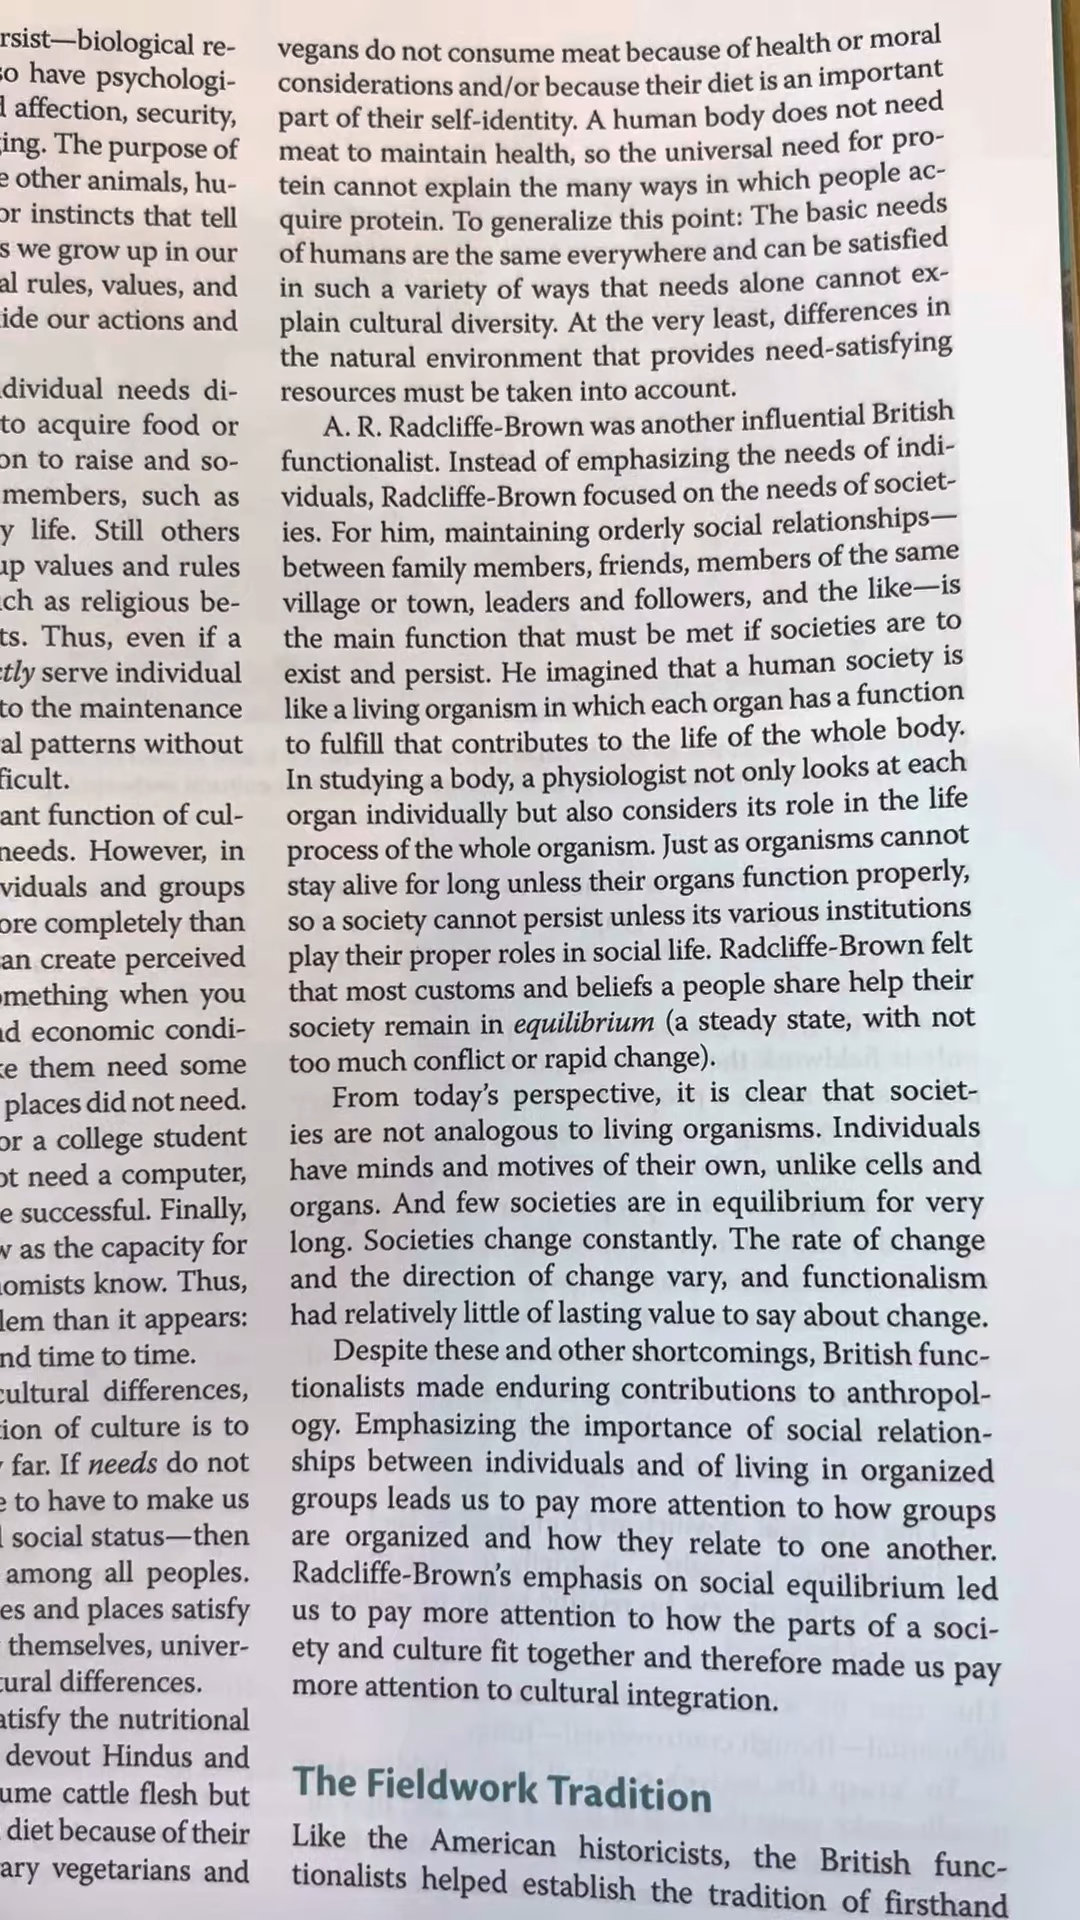 rsist—biological re-
so have psychologi-
affection, security,
ing. The purpose of
other animals, hu-
or instincts that tell
s we grow up in our
al rules, values, and
ide our actions and
dividual needs di-
to acquire food or
on to raise and so-
members, such as
y life. Still others
up values and rules
ch as religious be-
ts. Thus, even if a
ctly serve individual
to the maintenance
al patterns without
ficult.
ant function of cul-
needs. However, in
viduals and groups
ore completely than
an create perceived
omething when you
nd economic condi-
ke them need some
places did not need.
or a college student
ot need a computer,
e successful. Finally,
w as the capacity for
nomists know. Thus,
lem than it appears:
nd time to time.
cultural differences,
tion of culture is to
far. If needs do not
e to have to make us
social status—then
among all peoples.
es and places satisfy
themselves, univer-
tural differences.
atisfy the nutritional
devout Hindus and
ume cattle flesh but
diet because of their
ary vegetarians and
vegans do not consume meat because of health or moral
considerations and/or because their diet is an important
part of their self-identity. A human body does not need
meat to maintain health, so the universal need for pro-
tein cannot explain the many ways in which people ac-
quire protein. To generalize this point: The basic needs
of humans are the same everywhere and can be satisfied
in such a variety of ways that needs alone cannot ex-
plain cultural diversity. At the very least, differences in
the natural environment that provides need-satisfying
resources must be taken into account.
A. R. Radcliffe-Brown was another influential British
functionalist. Instead of emphasizing the needs of indi-
viduals, Radcliffe-Brown focused on the needs of societ-
ies. For him, maintaining orderly social relationships—
between family members, friends, members of the same
village or town, leaders and followers, and the like—is
the main function that must be met if societies are to
exist and persist. He imagined that a human society is
like a living organism in which each organ has a function
to fulfill that contributes to the life of the whole body.
In studying a body, a physiologist not only looks at each
organ individually but also considers its role in the life
process of the whole organism. Just as organisms cannot
stay alive for long unless their organs function properly,
so a society cannot persist unless its various institutions
play their proper roles in social life. Radcliffe-Brown felt
that most customs and beliefs a people share help their
society remain in equilibrium (a steady state, with not
too much conflict or rapid change).
From today's perspective, it is clear that societ-
ies are not analogous to living organisms. Individuals
have minds and motives of their own, unlike cells and
organs. And few societies are in equilibrium for very
long. Societies change constantly. The rate of change
and the direction of change vary, and functionalism
had relatively little of lasting value to say about change.
Despite these and other shortcomings, British func-
tionalists made enduring contributions to anthropol-
ogy. Emphasizing the importance of social relation-
ships between individuals and of living in organized
groups leads us to pay more attention to how groups
are organized and how they relate to one another.
Radcliffe-Brown's emphasis on social equilibrium led
us to pay more attention to how the parts of a soci-
ety and culture fit together and therefore made us pay
more attention to cultural integration.
The Fieldwork Tradition
Like the American historicists, the British func-
tionalists helped establish the tradition of firsthand